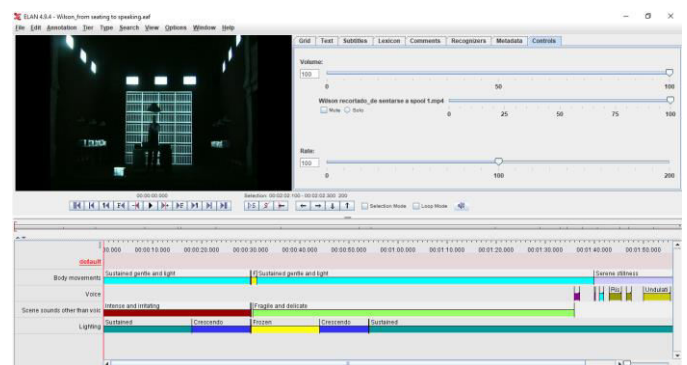 ELAN 4.9.4 - Wilson_from seating to speaking.eaf
File Edit Annotation Tier Type Search View Options Window Help
Grid Text Subtitles Lexicon Comments Recognizers Metadata Controls
Volume:
100
0 50 100
Wilson recortado_de sentarse a spool 1.mp4
Mute Solo
0 25 50 75 100
Rate:
100
0 100 200
00:00:00.000
Selection: 00:02:02.100 - 00:02:02.300 200
Selection Mode Loop Mode
00:00:10.000 00:00:20.000 00:00:30.000 00:00:40.000 00:00:50.000 00:01:00.000 00:01:10.000 00:01:20.000 00:01:30.000 00:01:40.000 00:01:50.000
default
Body movements Sustained gentle and light Sustained gentle and light Serene stillness
Voice Undulati
Scene sounds other than voic Intense and irritating Fragile and delicate
Lighting Sustained Crescendo Frozen Crescendo Sustained